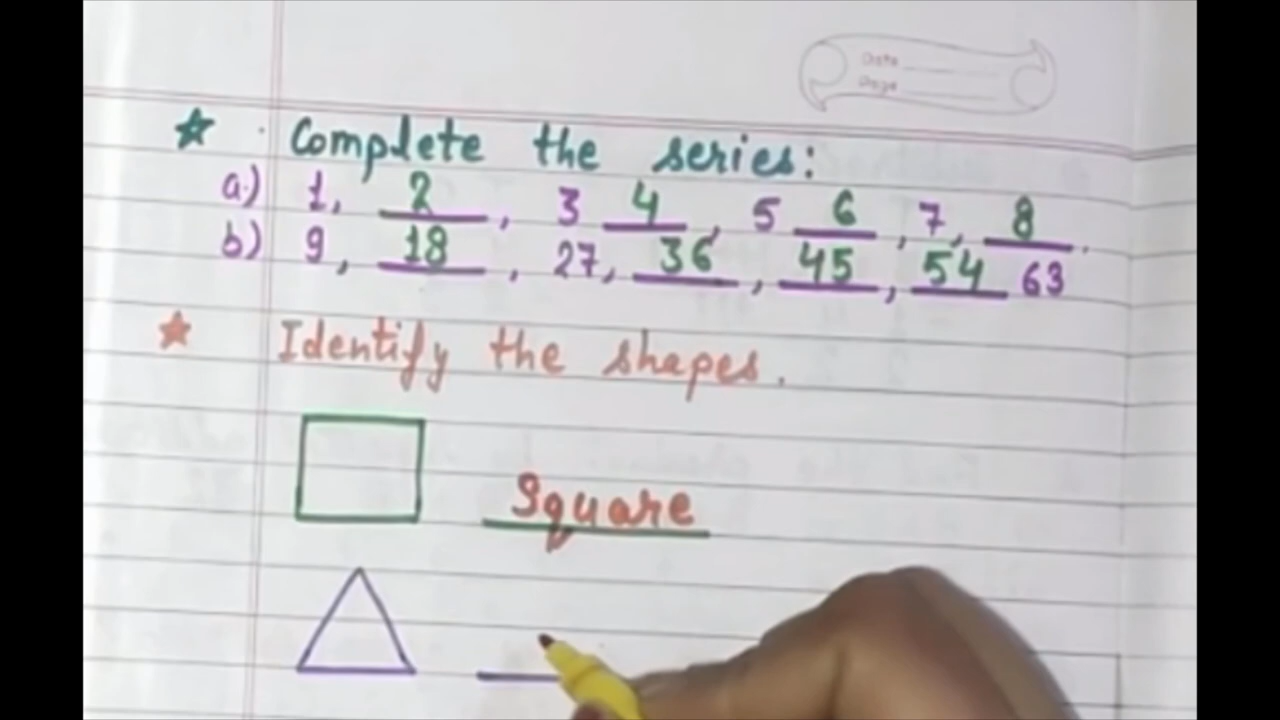 Date
Page
Complete the series:
a) 1, 2, 3 4, 5 6, 7, 8.
b) 9, 18, 27, 36, 45, 54 63
Identify the shapes.
Square